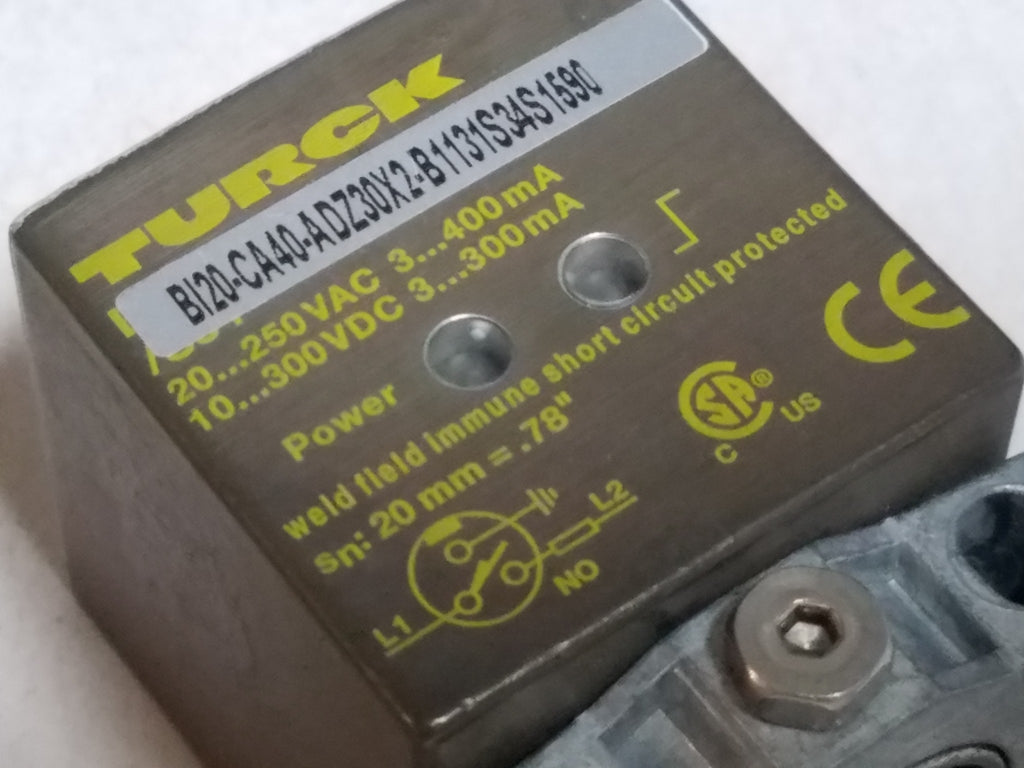 TURCK
BI20-CA40-ADZ30X2-B1131S34S1590
20...250VAC 3...400mA
10...300VDC 3...300mA
Power
weld field immune short circuit protected
Sn: 20 mm = .78"
L1
L2
NO
SP®
C US
CE